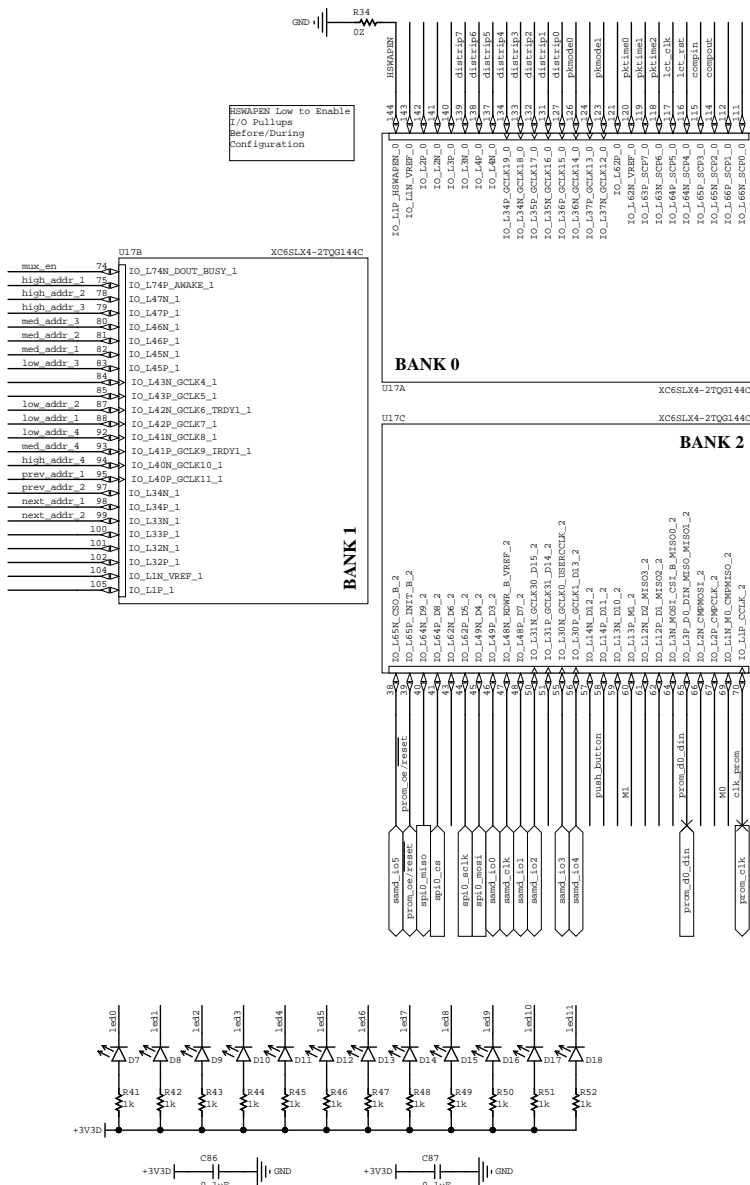 R34
GND
0Z
HSWAPEN
distrip7
distrip6
distrip5
distrip4
distrip3
distrip2
distrip1
distrip0
pkmode0
pkmode1
pktime0
pktime1
pktime2
lct_clk
lct_rst
compin
compout
144
143
142
141
140
139
138
137
134
133
132
131
127
126
124
123
121
120
119
118
117
116
115
114
112
111
HSWAPEN Low to Enable
I/O Pullups
Before/During
Configuration
IO_L1P_HSWAPEN_0
IO_L1N_VREF_0
IO_L2P_0
IO_L2N_0
IO_L3P_0
IO_L3N_0
IO_L4P_0
IO_L4N_0
IO_L34P_GCLK19_0
IO_L34N_GCLK18_0
IO_L35P_GCLK17_0
IO_L35N_GCLK16_0
IO_L36P_GCLK15_0
IO_L36N_GCLK14_0
IO_L37P_GCLK13_0
IO_L37N_GCLK12_0
IO_L62P_0
IO_L62N_VREF_0
IO_L63P_SCP7_0
IO_L63N_SCP6_0
IO_L64P_SCP5_0
IO_L64N_SCP4_0
IO_L65P_SCP3_0
IO_L65N_SCP2_0
IO_L66P_SCP1_0
IO_L66N_SCP0_0
BANK 0
U17A XC6SLX4-2TQG144C
U17B XC6SLX4-2TQG144C
mux_en 74 IO_L74N_DOUT_BUSY_1
high_addr_1 75 IO_L74P_AWAKE_1
high_addr_2 78 IO_L47N_1
high_addr_3 79 IO_L47P_1
med_addr_3 80 IO_L46N_1
med_addr_2 81 IO_L46P_1
med_addr_1 82 IO_L45N_1
low_addr_3 83 IO_L45P_1
84 IO_L43N_GCLK4_1
85 IO_L43P_GCLK5_1
low_addr_2 87 IO_L42N_GCLK6_TRDY1_1
low_addr_1 88 IO_L42P_GCLK7_1
low_addr_4 92 IO_L41N_GCLK8_1
med_addr_4 93 IO_L41P_GCLK9_IRDY1_1
high_addr_4 94 IO_L40N_GCLK10_1
prev_addr_1 95 IO_L40P_GCLK11_1
prev_addr_2 97 IO_L34N_1
next_addr_1 98 IO_L34P_1
next_addr_2 99 IO_L33N_1
100 IO_L33P_1
101 IO_L32N_1
102 IO_L32P_1
104 IO_L1N_VREF_1
105 IO_L1P_1
BANK 1
U17C XC6SLX4-2TQG144C
BANK 2
IO_L65N_CSO_B_2
IO_L65P_INIT_B_2
IO_L64N_D9_2
IO_L64P_D8_2
IO_L62N_D6_2
IO_L62P_D5_2
IO_L49N_D4_2
IO_L49P_D3_2
IO_L48N_RDWR_B_VREF_2
IO_L48P_D7_2
IO_L31N_GCLK30_D15_2
IO_L31P_GCLK31_D14_2
IO_L30N_GCLK0_USERCCLK_2
IO_L30P_GCLK1_D13_2
IO_L14N_D12_2
IO_L14P_D11_2
IO_L13N_D10_2
IO_L13P_M1_2
IO_L12N_D2_MISO3_2
IO_L12P_D1_MISO2_2
IO_L3N_MOSI_CSI_B_MISO0_2
IO_L3P_D0_DIN_MISO_MISO1_2
IO_L2N_CMPMOSI_2
IO_L2P_CMPCLK_2
IO_L1N_M0_CMPMISO_2
IO_L1P_CCLK_2
38
39
40
41
43
44
45
46
47
48
50
51
55
56
57
58
59
60
61
62
64
65
66
67
69
70
prom_oe/reset
push_button
M1
prom_d0_din
M0
clk_prom
samd_io5
prom_oe/reset
spi0_miso
spi0_cs
spi0_sclk
spi0_mosi
samd_io0
samd_clk
samd_io1
samd_io2
samd_io3
samd_io4
prom_d0_din
prom_clk
led0
led1
led2
led3
led4
led5
led6
led7
led8
led9
led10
led11
D7 D8 D9 D10 D11 D12 D13 D14 D15 D16 D17 D18
R41 R42 R43 R44 R45 R46 R47 R48 R49 R50 R51 R52
1k 1k 1k 1k 1k 1k 1k 1k 1k 1k 1k 1k
+3V3D
C86 C87
+3V3D GND +3V3D GND
0.1uF 0.1uF